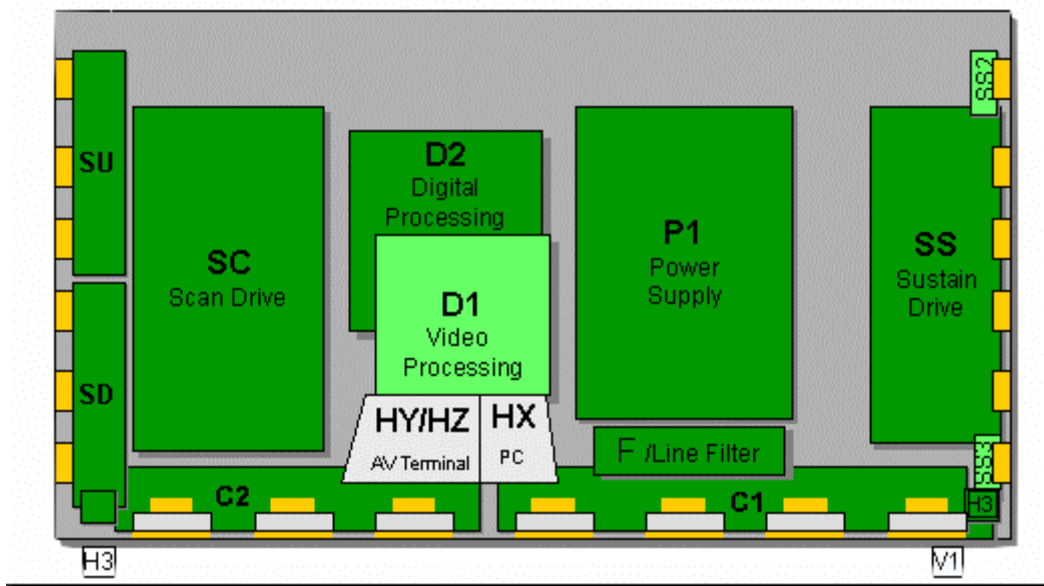 SU
SD
SC
Scan Drive
D2
Digital
Processing
D1
Video
Processing
HY/HZ
AV Terminal
HX
PC
P1
Power
Supply
F /Line Filter
SS2
SS
Sustain
Drive
SS3
C2
C1
H3
H3
V1